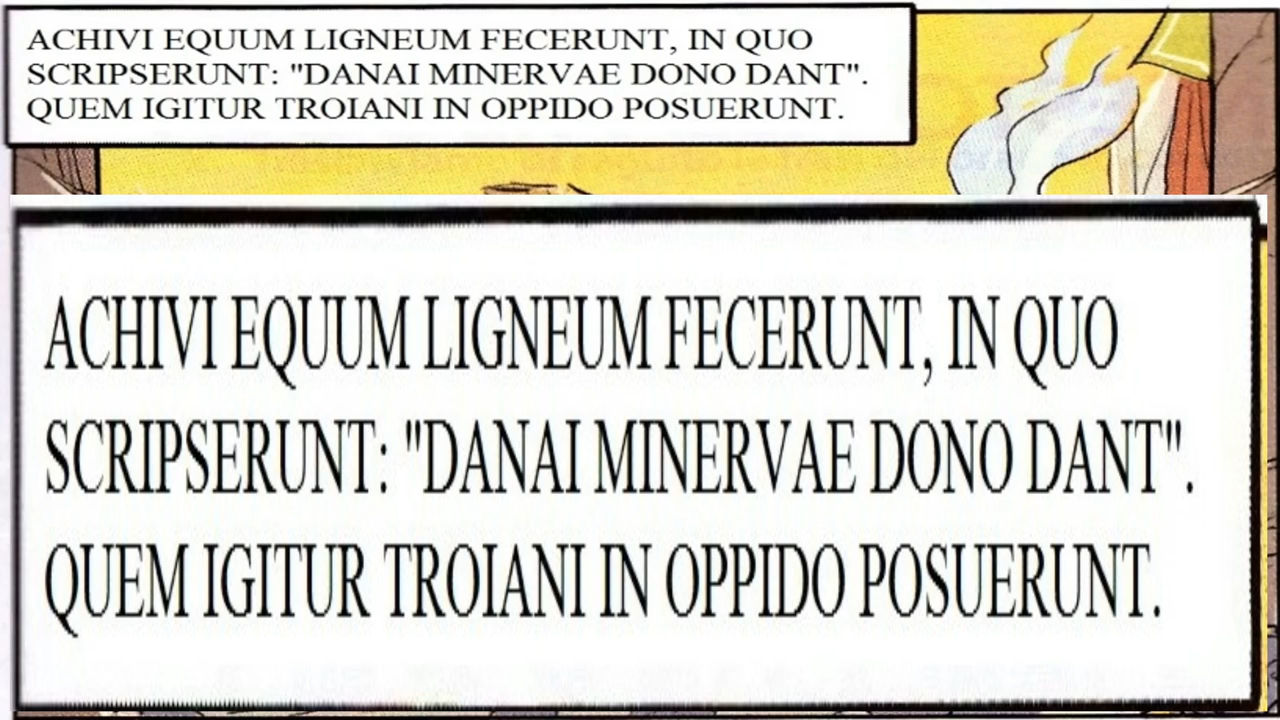 ACHIVI EQUUM LIGNEUM FECERUNT, IN QUO
SCRIPSERUNT: "DANAI MINERVAE DONO DANT".
QUEM IGITUR TROIANI IN OPPIDO POSUERUNT.
ACHIVI EQUUM LIGNEUM FECERUNT, IN QUO
SCRIPSERUNT: "DANAI MINERVAE DONO DANT".
QUEM IGITUR TROIANI IN OPPIDO POSUERUNT.